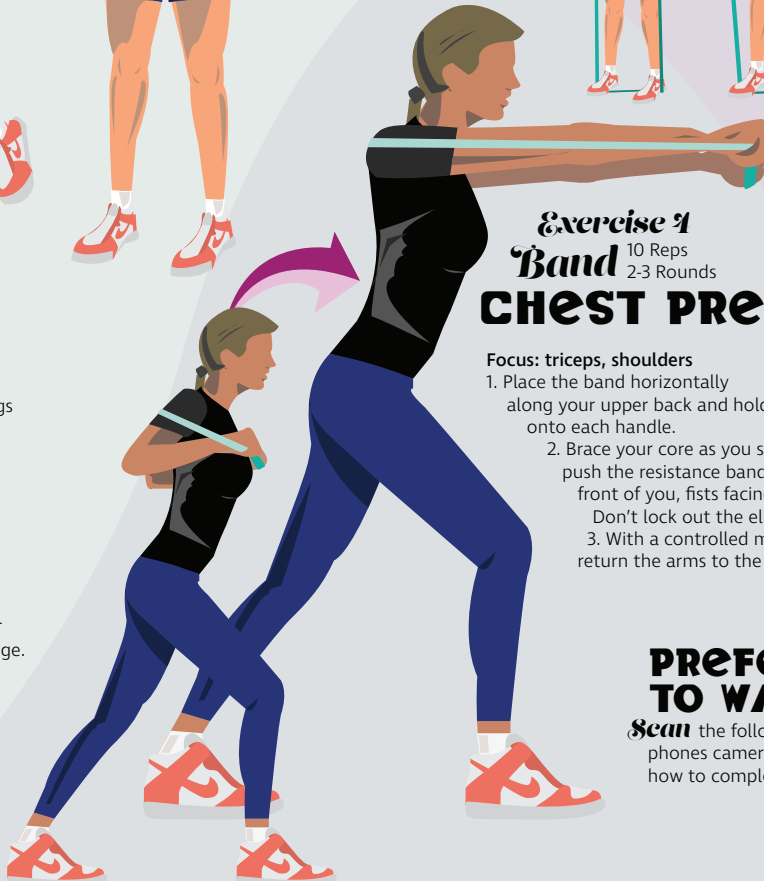 gs
ge.
Exercise 4
Band
10 Reps
2-3 Rounds
CHEST PRE
Focus: triceps, shoulders
1. Place the band horizontally
along your upper back and hold
onto each handle.
2. Brace your core as you s
push the resistance band
front of you, fists facin
Don't lock out the el
3. With a controlled m
return the arms to the
PREF
TO WA
Scan the follo
phones camer
how to compl